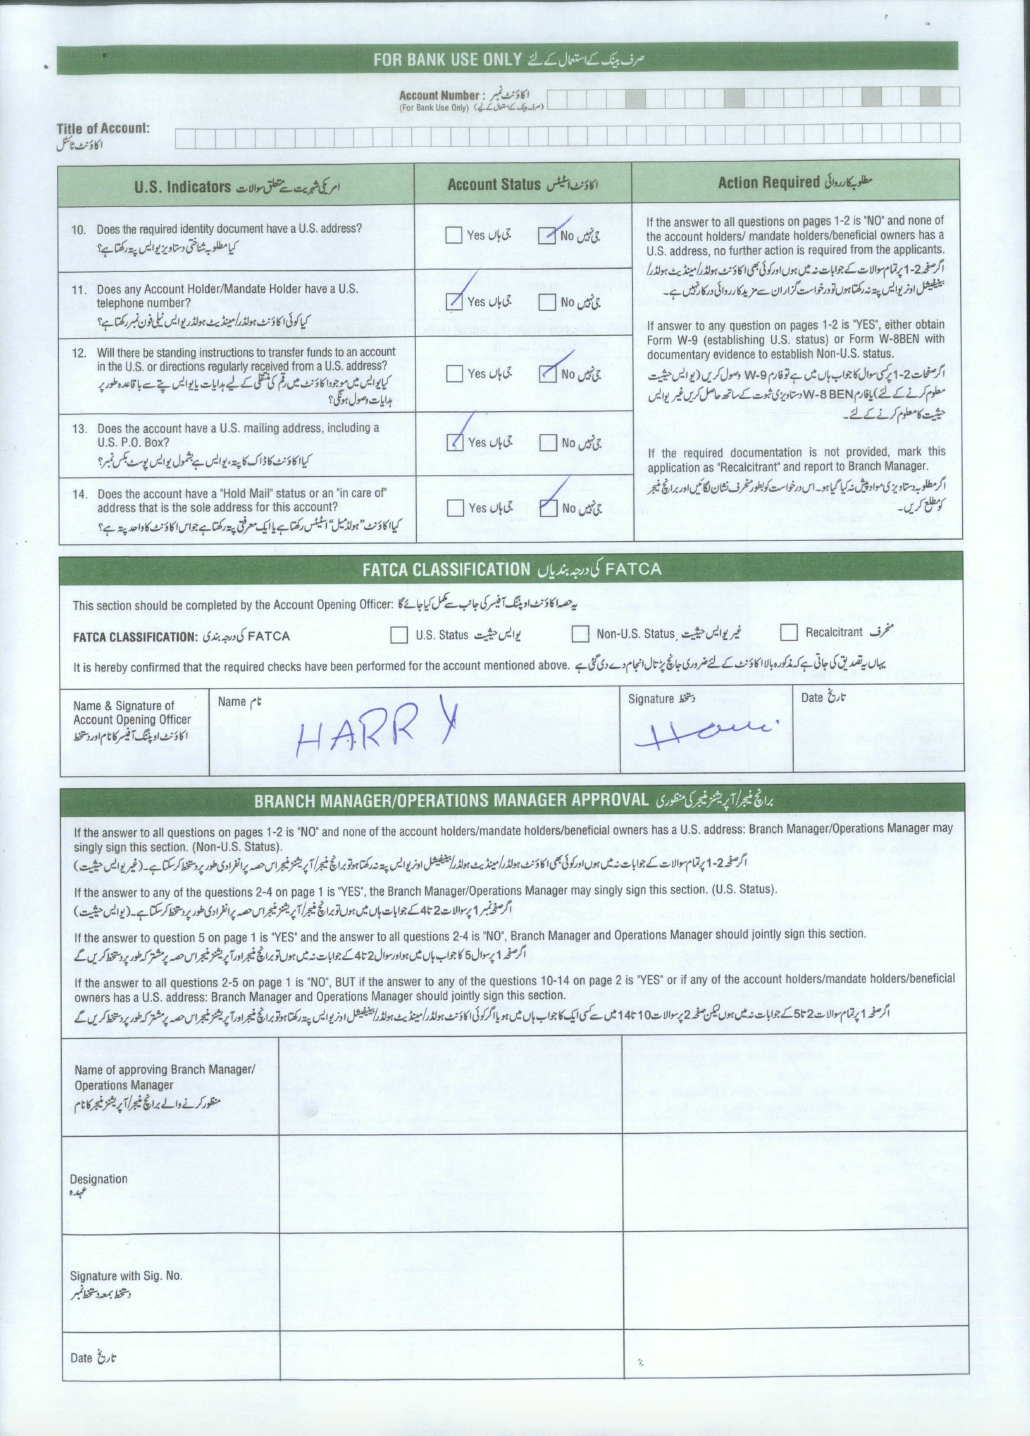 FOR BANK USE ONLY صرف بینک کے استعمال کے لئے
Account Number : اکاؤنٹ نمبر
(For Bank Use Only) (صرف بینک کے استعمال کے لیے)
Title of Account:
اکاؤنٹ ٹائٹل
U.S. Indicators امریکی شہریت سے متعلق سوالات
Account Status اکاؤنٹ اسٹیٹس
Action Required مطلوبہ کارروائی
10. Does the required identity document have a U.S. address?
کیا مطلوبہ شناختی دستاویز یو ایس پتہ رکھتا ہے؟
Yes جی ہاں No جی نہیں
11. Does any Account Holder/Mandate Holder have a U.S.
telephone number?
کیا کوئی اکاؤنٹ ہولڈر/مینڈیٹ ہولڈر یو ایس ٹیلی فون نمبر رکھتا ہے؟
Yes جی ہاں No جی نہیں
12. Will there be standing instructions to transfer funds to an account
in the U.S. or directions regularly received from a U.S. address?
کیا یو ایس میں موجود اکاؤنٹ میں رقم کی منتقلی کے لیے ہدایات یا یو ایس پتے سے باقاعدہ طور پر
ہدایات وصول ہونگی؟
Yes جی ہاں No جی نہیں
13. Does the account have a U.S. mailing address, including a
U.S. P.O. Box?
کیا اکاؤنٹ کا ڈاک کا پتہ، یو ایس ہے بشمول یو ایس پوسٹ بکس نمبر؟
Yes جی ہاں No جی نہیں
14. Does the account have a "Hold Mail" status or an "in care of"
address that is the sole address for this account?
کیا اکاؤنٹ "ہولڈ میل" اسٹیٹس رکھتا ہے یا ایک معرفتی پتہ رکھتا ہے جو اس اکاؤنٹ کا واحد پتہ ہے؟
Yes جی ہاں No جی نہیں
If the answer to all questions on pages 1-2 is "NO" and none of
the account holders/ mandate holders/beneficial owners has a
U.S. address, no further action is required from the applicants.
اگر صفحہ 2-1 پر تمام سوالات کے جوابات نہ میں ہوں اور کوئی بھی اکاؤنٹ ہولڈر/مینڈیٹ ہولڈر/
بینیفیشل اونر یو ایس پتہ نہ رکھتا ہوں تو درخواست گزاران سے مزید کارروائی درکار نہیں ہے۔
If answer to any question on pages 1-2 is "YES", either obtain
Form W-9 (establishing U.S. status) or Form W-8BEN with
documentary evidence to establish Non-U.S. status.
اگر صفحات 2-1 پر کسی سوال کا جواب ہاں میں ہے تو فارم W-9 وصول کریں (یو ایس حیثیت
معلوم کرنے کے لئے) یا فارم W-8 BEN دستاویزی ثبوت کے ساتھ حاصل کریں غیر یو ایس
حیثیت کا معلوم کرنے کے لئے۔
If the required documentation is not provided, mark this
application as "Recalcitrant" and report to Branch Manager.
اگر مطلوبہ دستاویزی مواد پیش نہ کیا گیا ہو۔ اس درخواست کو بطور منحرف نشان لگائیں اور برانچ منیجر
کو مطلع کریں۔
FATCA CLASSIFICATION FATCA کی درجہ بندیاں
This section should be completed by the Account Opening Officer: یہ حصہ اکاؤنٹ اوپننگ آفیسر کی جانب سے مکمل کیا جائے گا
FATCA CLASSIFICATION: FATCA کی درجہ بندی U.S. Status یو ایس حیثیت Non-U.S. Status غیر یو ایس حیثیت Recalcitrant منحرف
It is hereby confirmed that the required checks have been performed for the account mentioned above. یہاں یہ تصدیق کی جاتی ہے کہ مذکورہ بالا اکاؤنٹ کے لئے ضروری جانچ پڑتال انجام دے دی گئی ہے
Name & Signature of
Account Opening Officer
اکاؤنٹ اوپننگ آفیسر کا نام اور دستخط
Name نام
HARRY
Signature دستخط
Date تاریخ
BRANCH MANAGER/OPERATIONS MANAGER APPROVAL برانچ منیجر/آپریشنز منیجر کی منظوری
If the answer to all questions on pages 1-2 is "NO" and none of the account holders/mandate holders/beneficial owners has a U.S. address: Branch Manager/Operations Manager may
singly sign this section. (Non-U.S. Status).
اگر صفحہ 2-1 پر تمام سوالات کے جوابات نہ میں ہوں اور کوئی بھی اکاؤنٹ ہولڈر/مینڈیٹ ہولڈر/بینیفیشل اونر یو ایس پتہ نہ رکھتا ہو تو برانچ منیجر/آپریشنز منیجر اس حصہ پر انفرادی طور پر دستخط کر سکتا ہے۔ (غیر یو ایس حیثیت)
If the answer to any of the questions 2-4 on page 1 is "YES", the Branch Manager/Operations Manager may singly sign this section. (U.S. Status).
اگر صفحہ نمبر 1 پر سوالات 2 تا 4 کے جوابات ہاں میں ہوں تو برانچ منیجر/آپریشنز منیجر اس حصہ پر انفرادی طور پر دستخط کر سکتا ہے۔ (یو ایس حیثیت)
If the answer to question 5 on page 1 is "YES" and the answer to all questions 2-4 is "NO", Branch Manager and Operations Manager should jointly sign this section.
اگر صفحہ 1 پر سوال 5 کا جواب ہاں میں ہو اور سوال 2 تا 4 کے جوابات نہ میں ہوں تو برانچ منیجر اور آپریشنز منیجر اس حصہ پر مشترکہ طور پر دستخط کریں گے
If the answer to all questions 2-5 on page 1 is "NO", BUT if the answer to any of the questions 10-14 on page 2 is "YES" or if any of the account holders/mandate holders/beneficial
owners has a U.S. address: Branch Manager and Operations Manager should jointly sign this section.
اگر صفحہ 1 پر تمام سوالات 2 تا 5 کے جوابات نہ میں ہوں لیکن صفحہ 2 پر سوالات 10 تا 14 میں سے کسی ایک کا جواب ہاں میں ہو یا اگر کوئی اکاؤنٹ ہولڈر/مینڈیٹ ہولڈر/بینیفیشل اونر یو ایس پتہ رکھتا ہو تو برانچ منیجر اور آپریشنز منیجر اس حصہ پر مشترکہ طور پر دستخط کریں گے
Name of approving Branch Manager/
Operations Manager
منظور کرنے والے برانچ منیجر/آپریشنز منیجر کا نام
Designation
عہدہ
Signature with Sig. No.
دستخط بمعہ دستخط نمبر
Date تاریخ